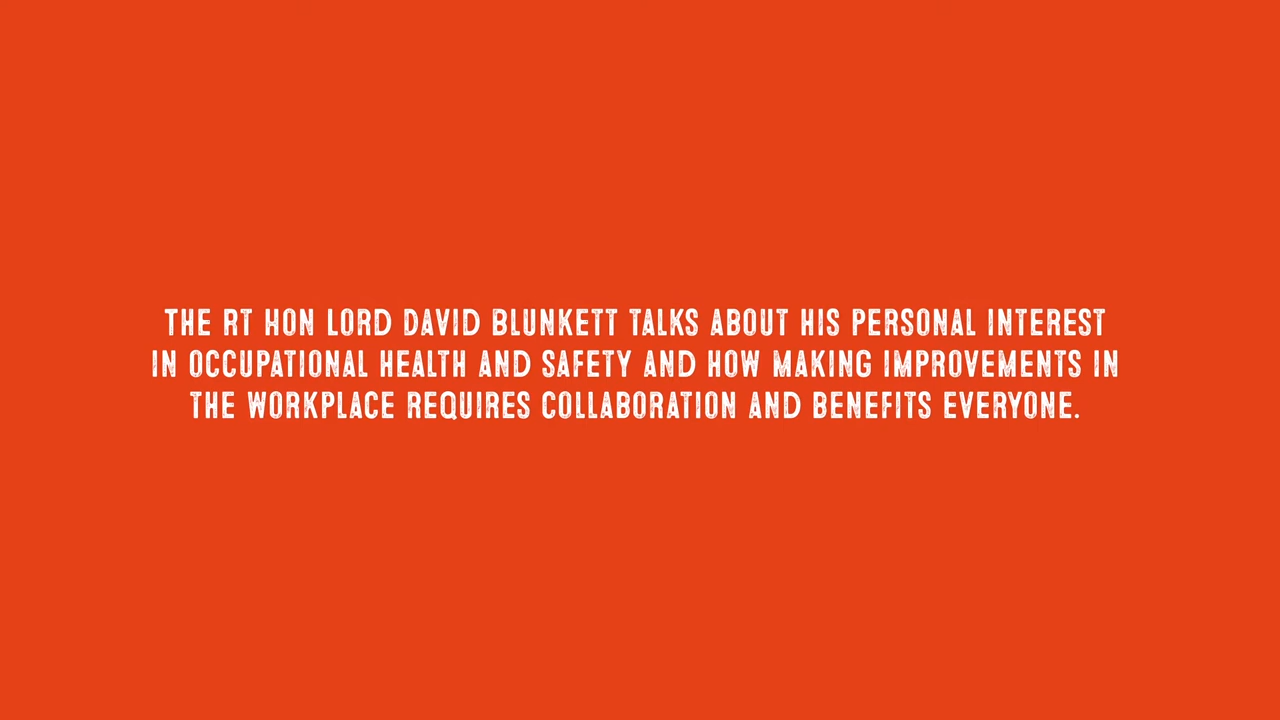 THE RT HON LORD DAVID BLUNKETT TALKS ABOUT HIS PERSONAL INTEREST
IN OCCUPATIONAL HEALTH AND SAFETY AND HOW MAKING IMPROVEMENTS IN
THE WORKPLACE REQUIRES COLLABORATION AND BENEFITS EVERYONE.